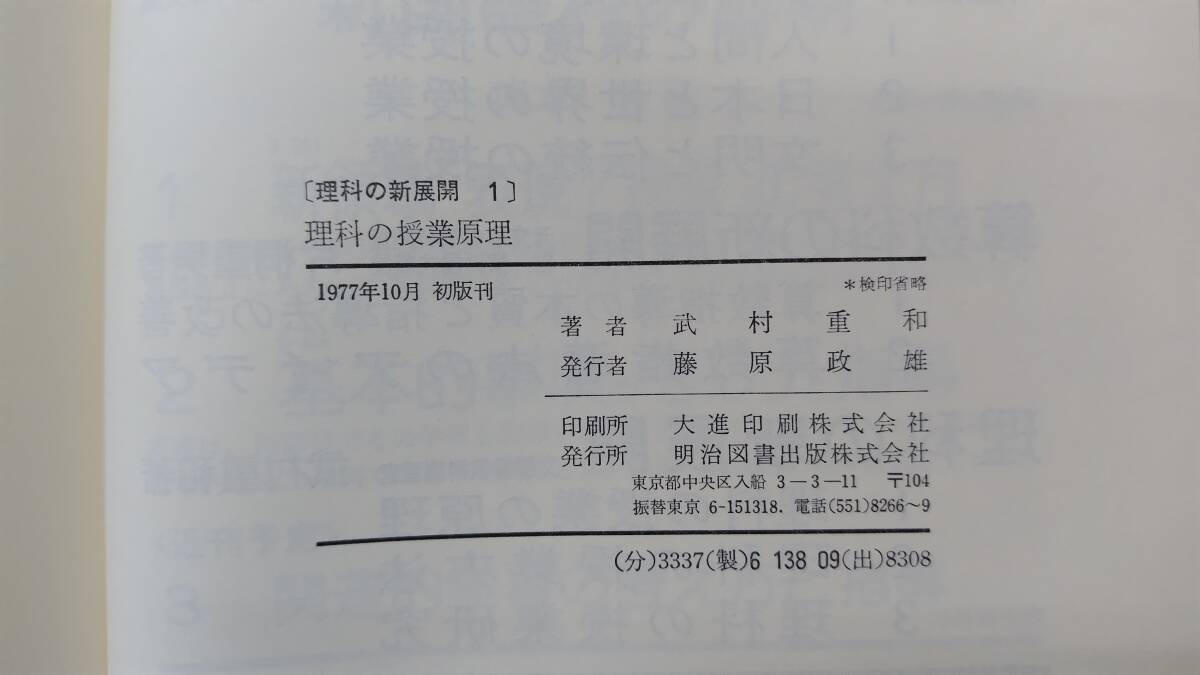 〔理科の新展開 1〕
理科の授業原理
1977年10月 初版刊
＊検印省略
著者 武村重和
発行者 藤原政雄
印刷所 大進印刷株式会社
発行所 明治図書出版株式会社
東京都中央区入船 3－3－11 〒104
振替東京 6-151318. 電話(551)8266～9
(分)3337(製)6 138 09(出)8308